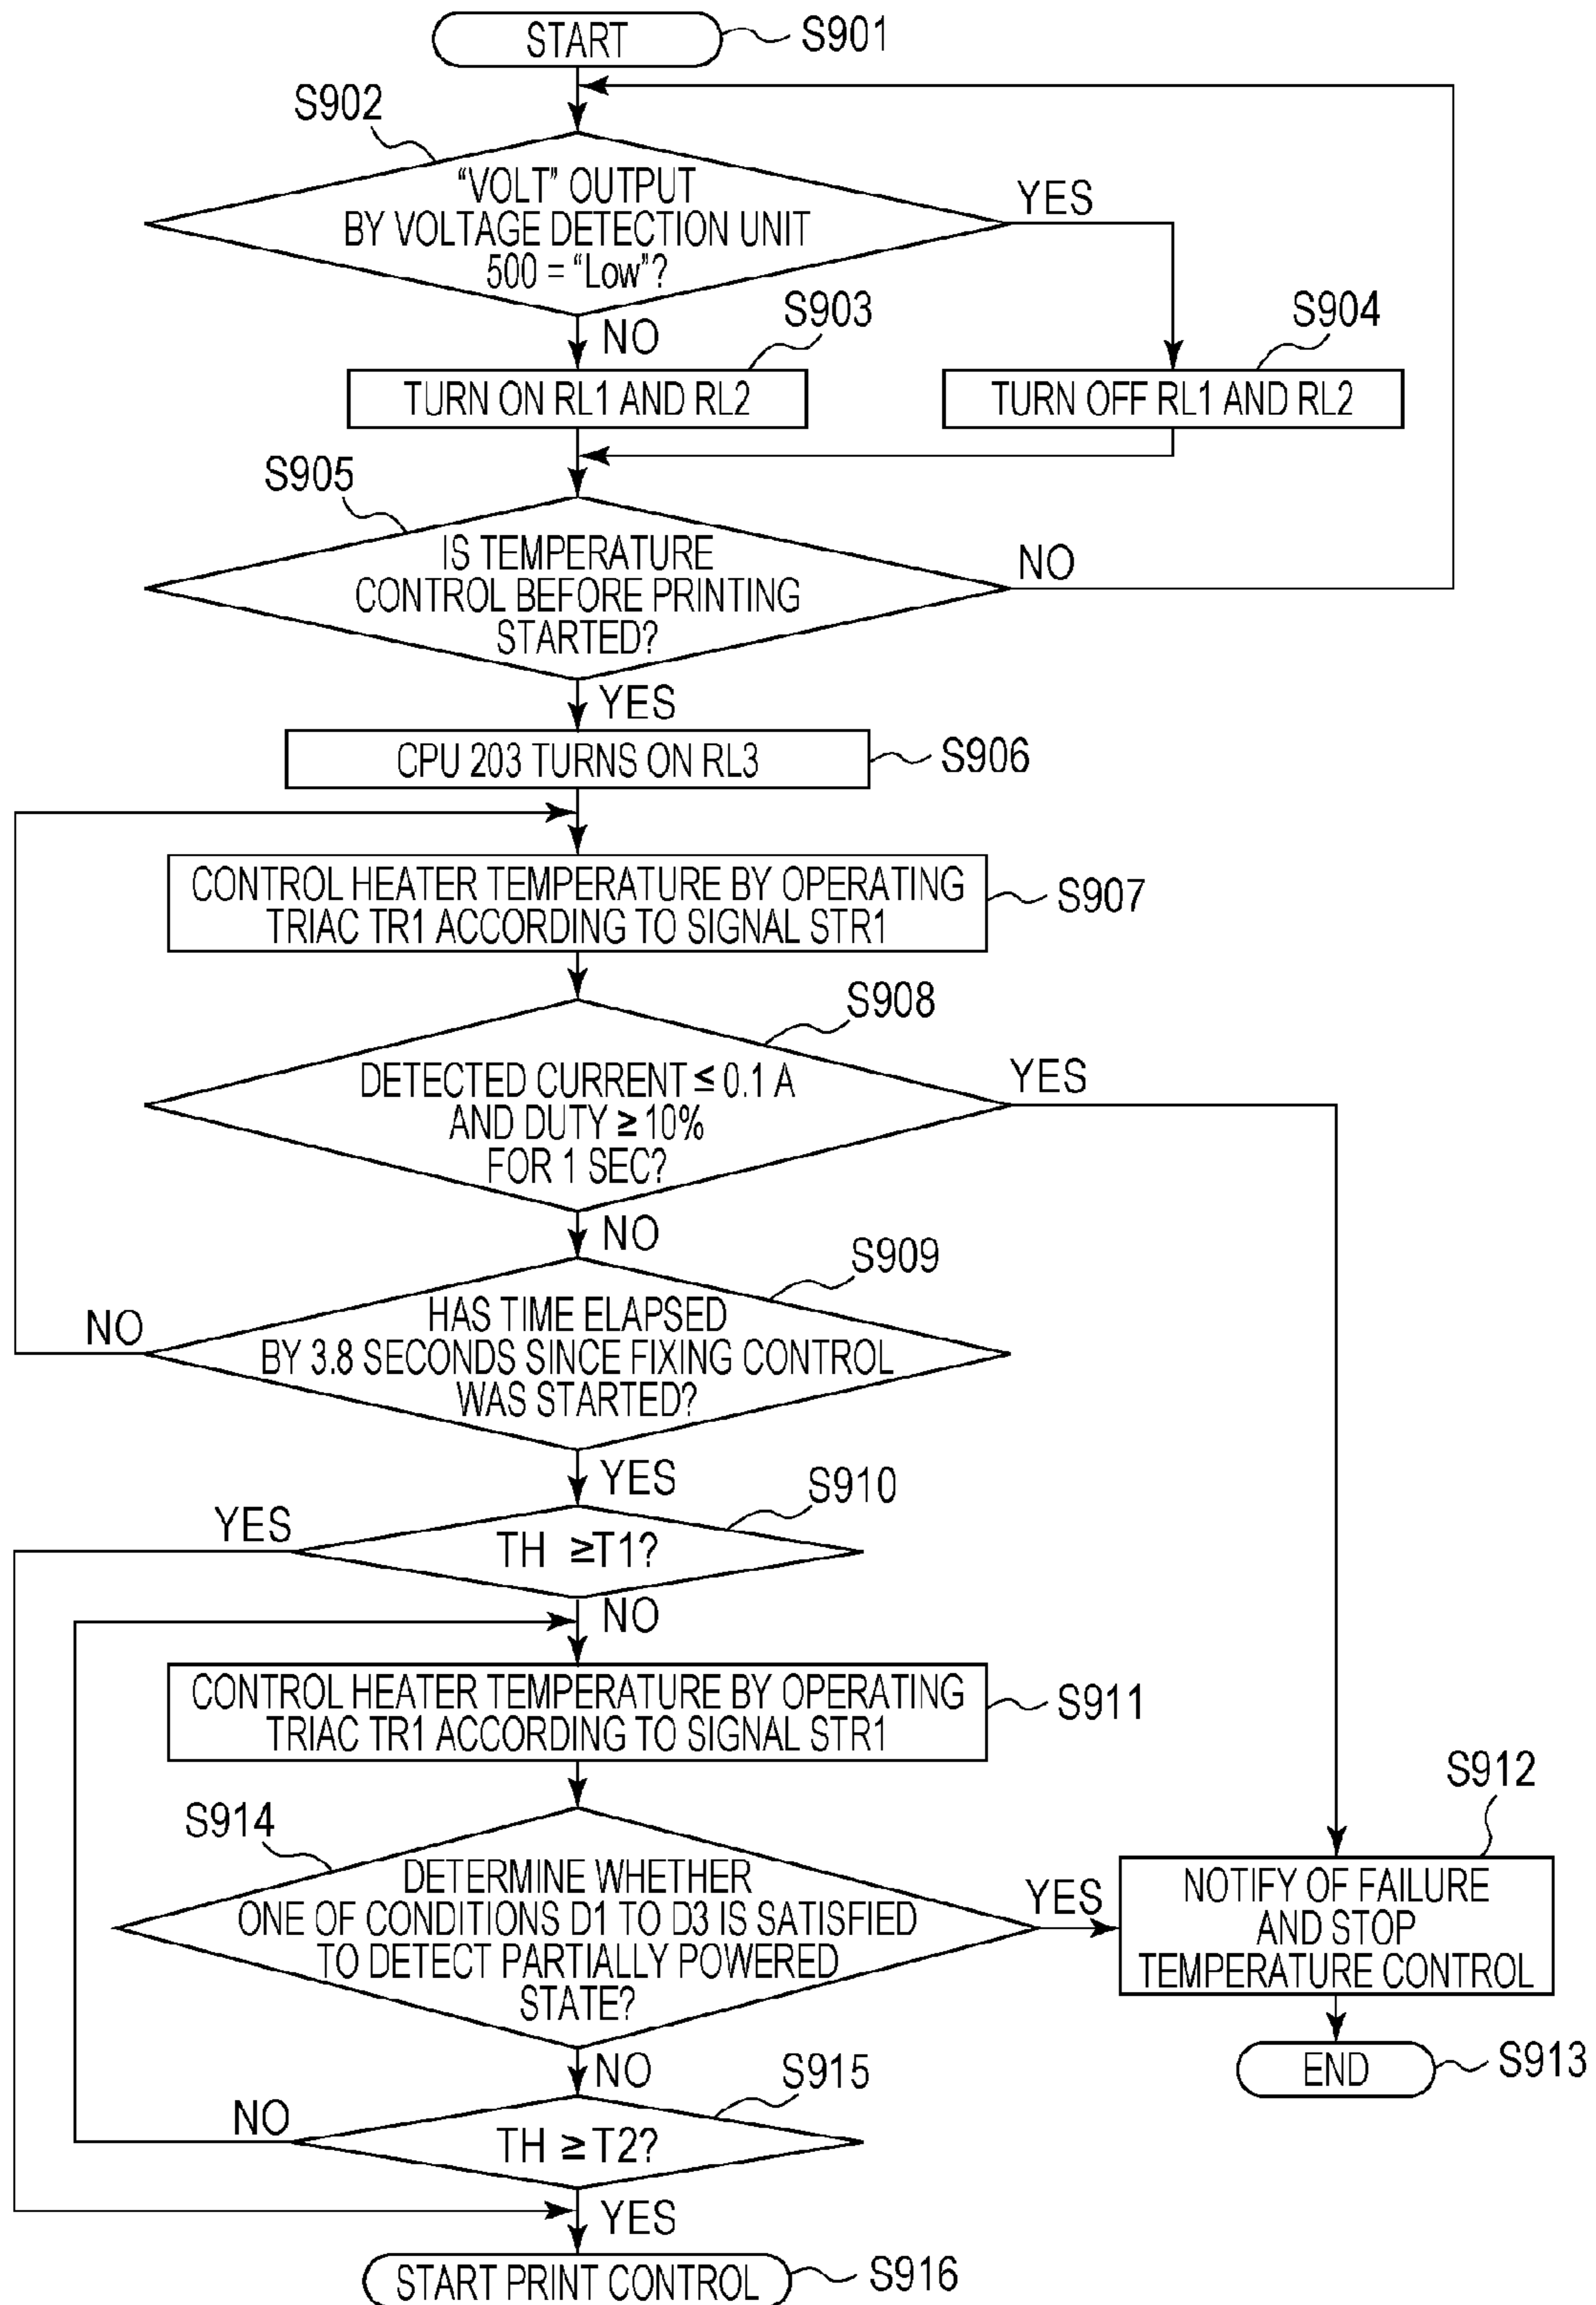 START
S901
S902
“VOLT” OUTPUT
BY VOLTAGE DETECTION UNIT
500 = “Low”?
YES
NO
S903
S904
TURN ON RL1 AND RL2
TURN OFF RL1 AND RL2
S905
IS TEMPERATURE
CONTROL BEFORE PRINTING
STARTED?
NO
YES
CPU 203 TURNS ON RL3
S906
CONTROL HEATER TEMPERATURE BY OPERATING
TRIAC TR1 ACCORDING TO SIGNAL STR1
S907
S908
DETECTED CURRENT ≤ 0.1 A
AND DUTY ≥ 10%
FOR 1 SEC?
YES
NO
S909
HAS TIME ELAPSED
BY 3.8 SECONDS SINCE FIXING CONTROL
WAS STARTED?
NO
YES
S910
YES
TH ≥T1?
NO
CONTROL HEATER TEMPERATURE BY OPERATING
TRIAC TR1 ACCORDING TO SIGNAL STR1
S911
S912
S914
DETERMINE WHETHER
ONE OF CONDITIONS D1 TO D3 IS SATISFIED
TO DETECT PARTIALLY POWERED
STATE?
YES
NOTIFY OF FAILURE
AND STOP
TEMPERATURE CONTROL
NO
S915
END
S913
NO
TH ≥ T2?
YES
START PRINT CONTROL
S916